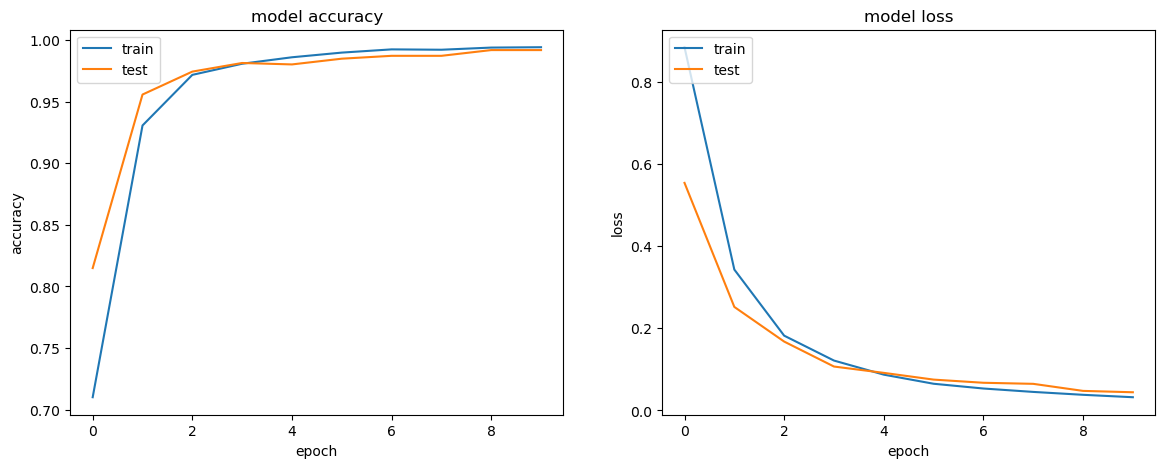 model accuracy
train
test
1.00
0.95
0.90
0.85
0.80
0.75
0.70
accuracy
0 2 4 6 8
epoch
model loss
train
test
0.8
0.6
0.4
0.2
0.0
loss
0 2 4 6 8
epoch